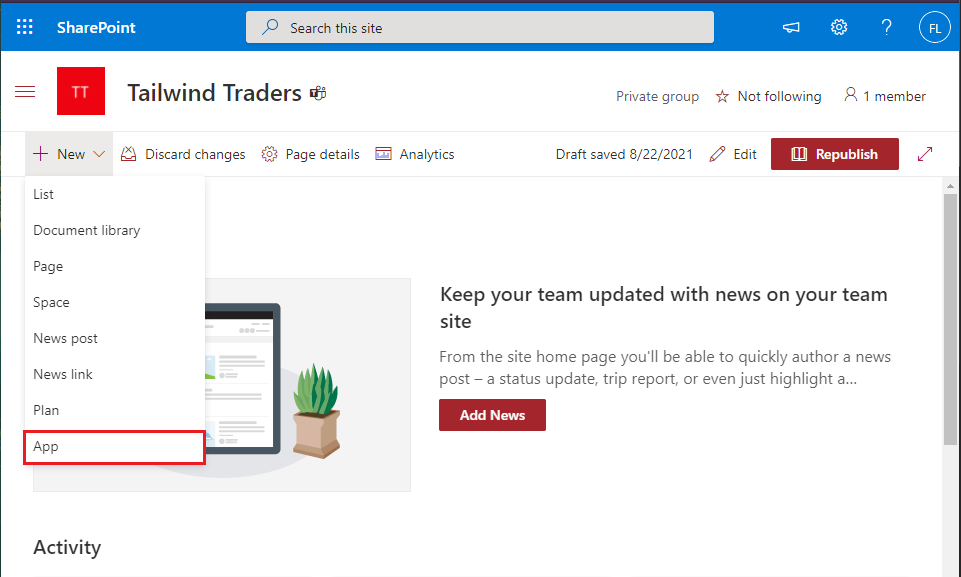 SharePoint
Search this site
?
FL
TT
Tailwind Traders
Private group
Not following
1 member
New
Discard changes
Page details
Analytics
Draft saved 8/22/2021
Edit
Republish
List
Document library
Page
Space
News post
News link
Plan
App
Keep your team updated with news on your team
site
From the site home page you'll be able to quickly author a news
post – a status update, trip report, or even just highlight a...
Add News
Activity